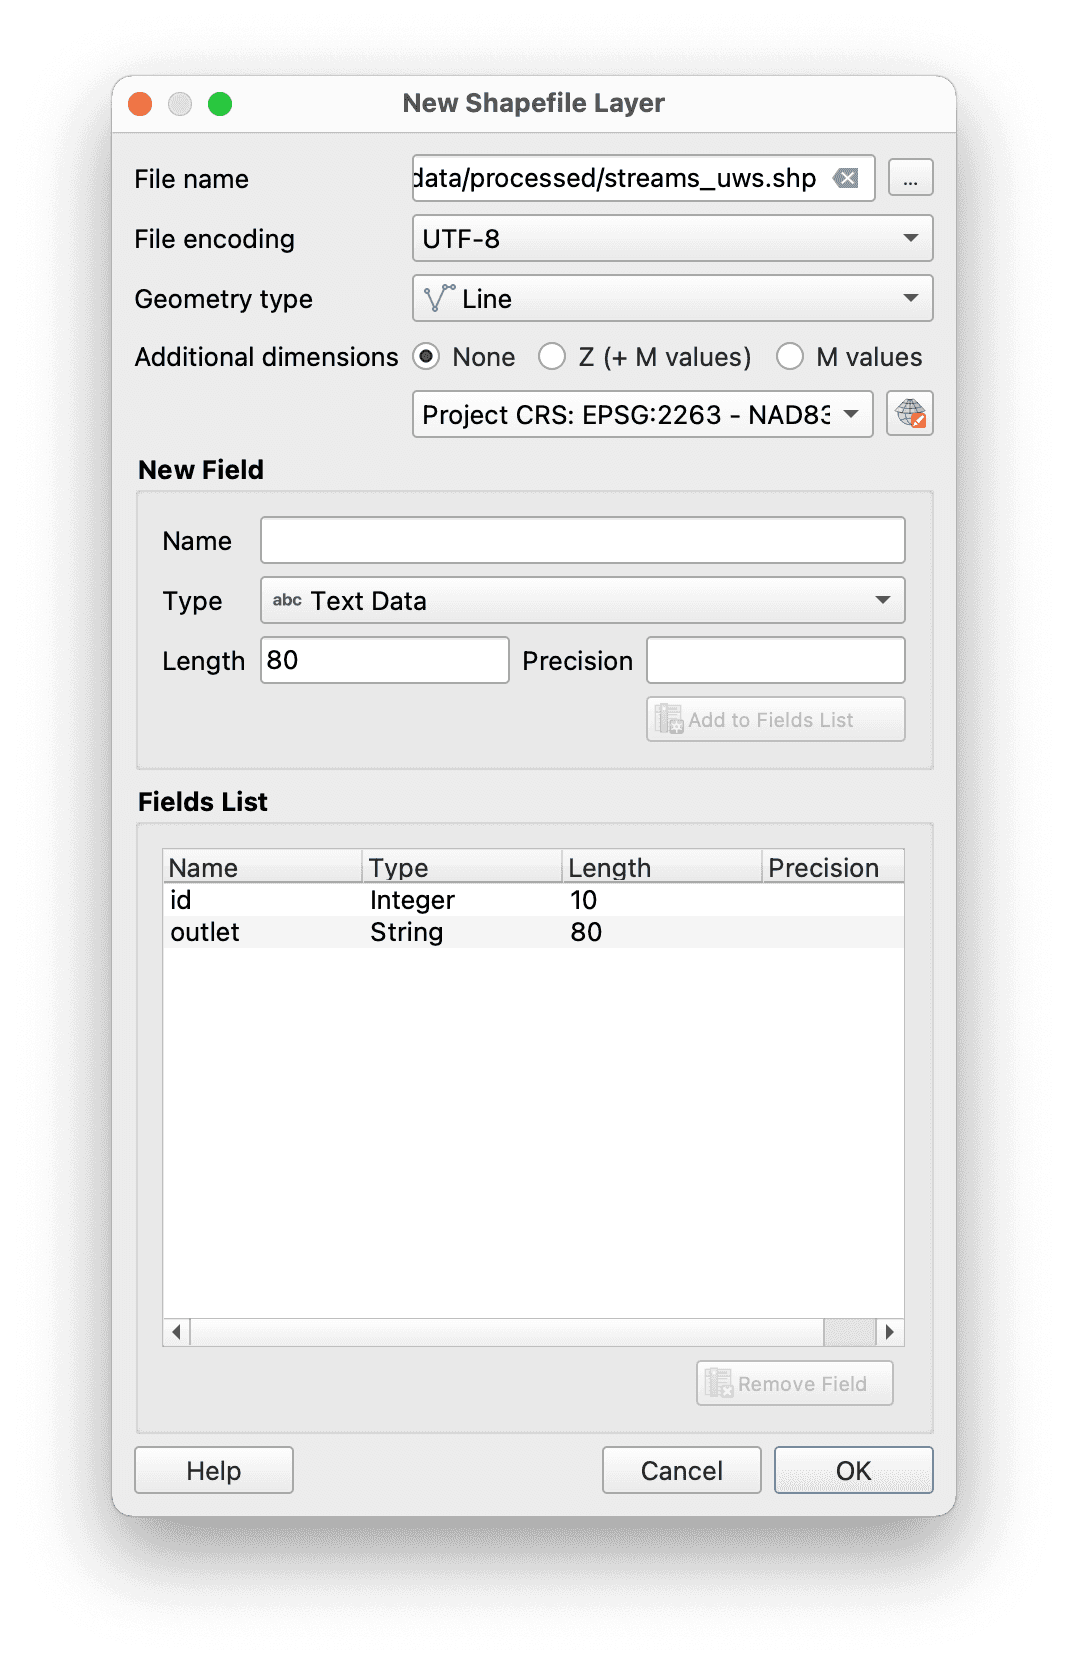 New Shapefile Layer
File name data/processed/streams_uws.shp ...
File encoding UTF-8
Geometry type Line
Additional dimensions None Z (+ M values) M values
Project CRS: EPSG:2263 - NAD83
New Field
Name
Type abc Text Data
Length 80 Precision
Add to Fields List
Fields List
Name Type Length Precision
id Integer 10
outlet String 80
Remove Field
Help Cancel OK